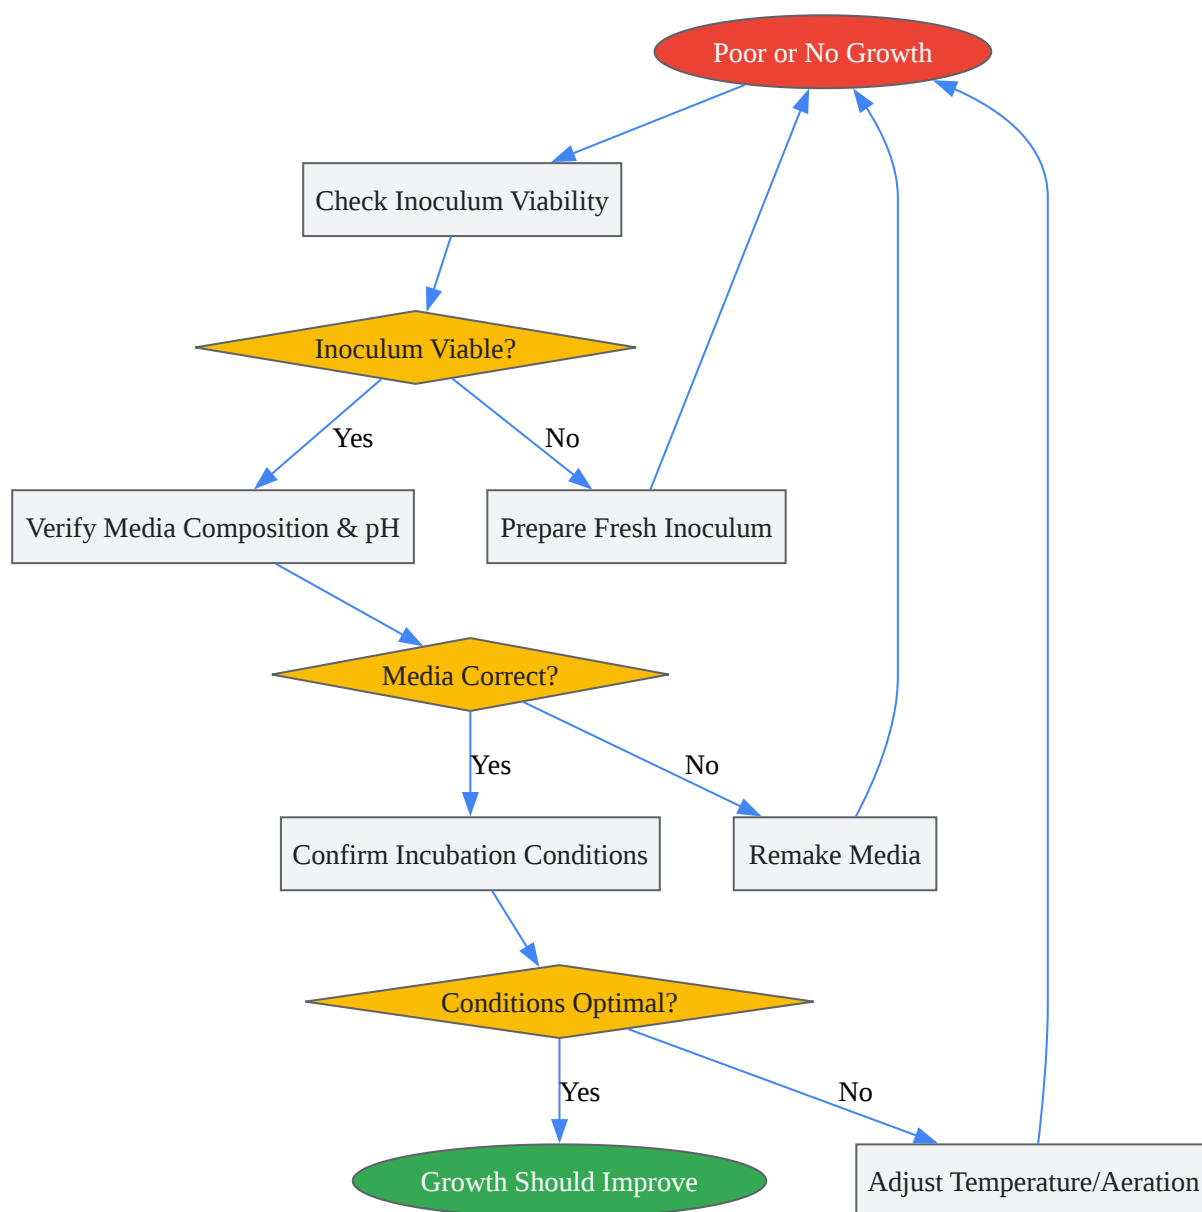 Poor or No Growth
Check Inoculum Viability
Inoculum Viable?
Yes
No
Verify Media Composition & pH
Prepare Fresh Inoculum
Media Correct?
Yes
No
Confirm Incubation Conditions
Remake Media
Conditions Optimal?
Yes
No
Growth Should Improve
Adjust Temperature/Aeration